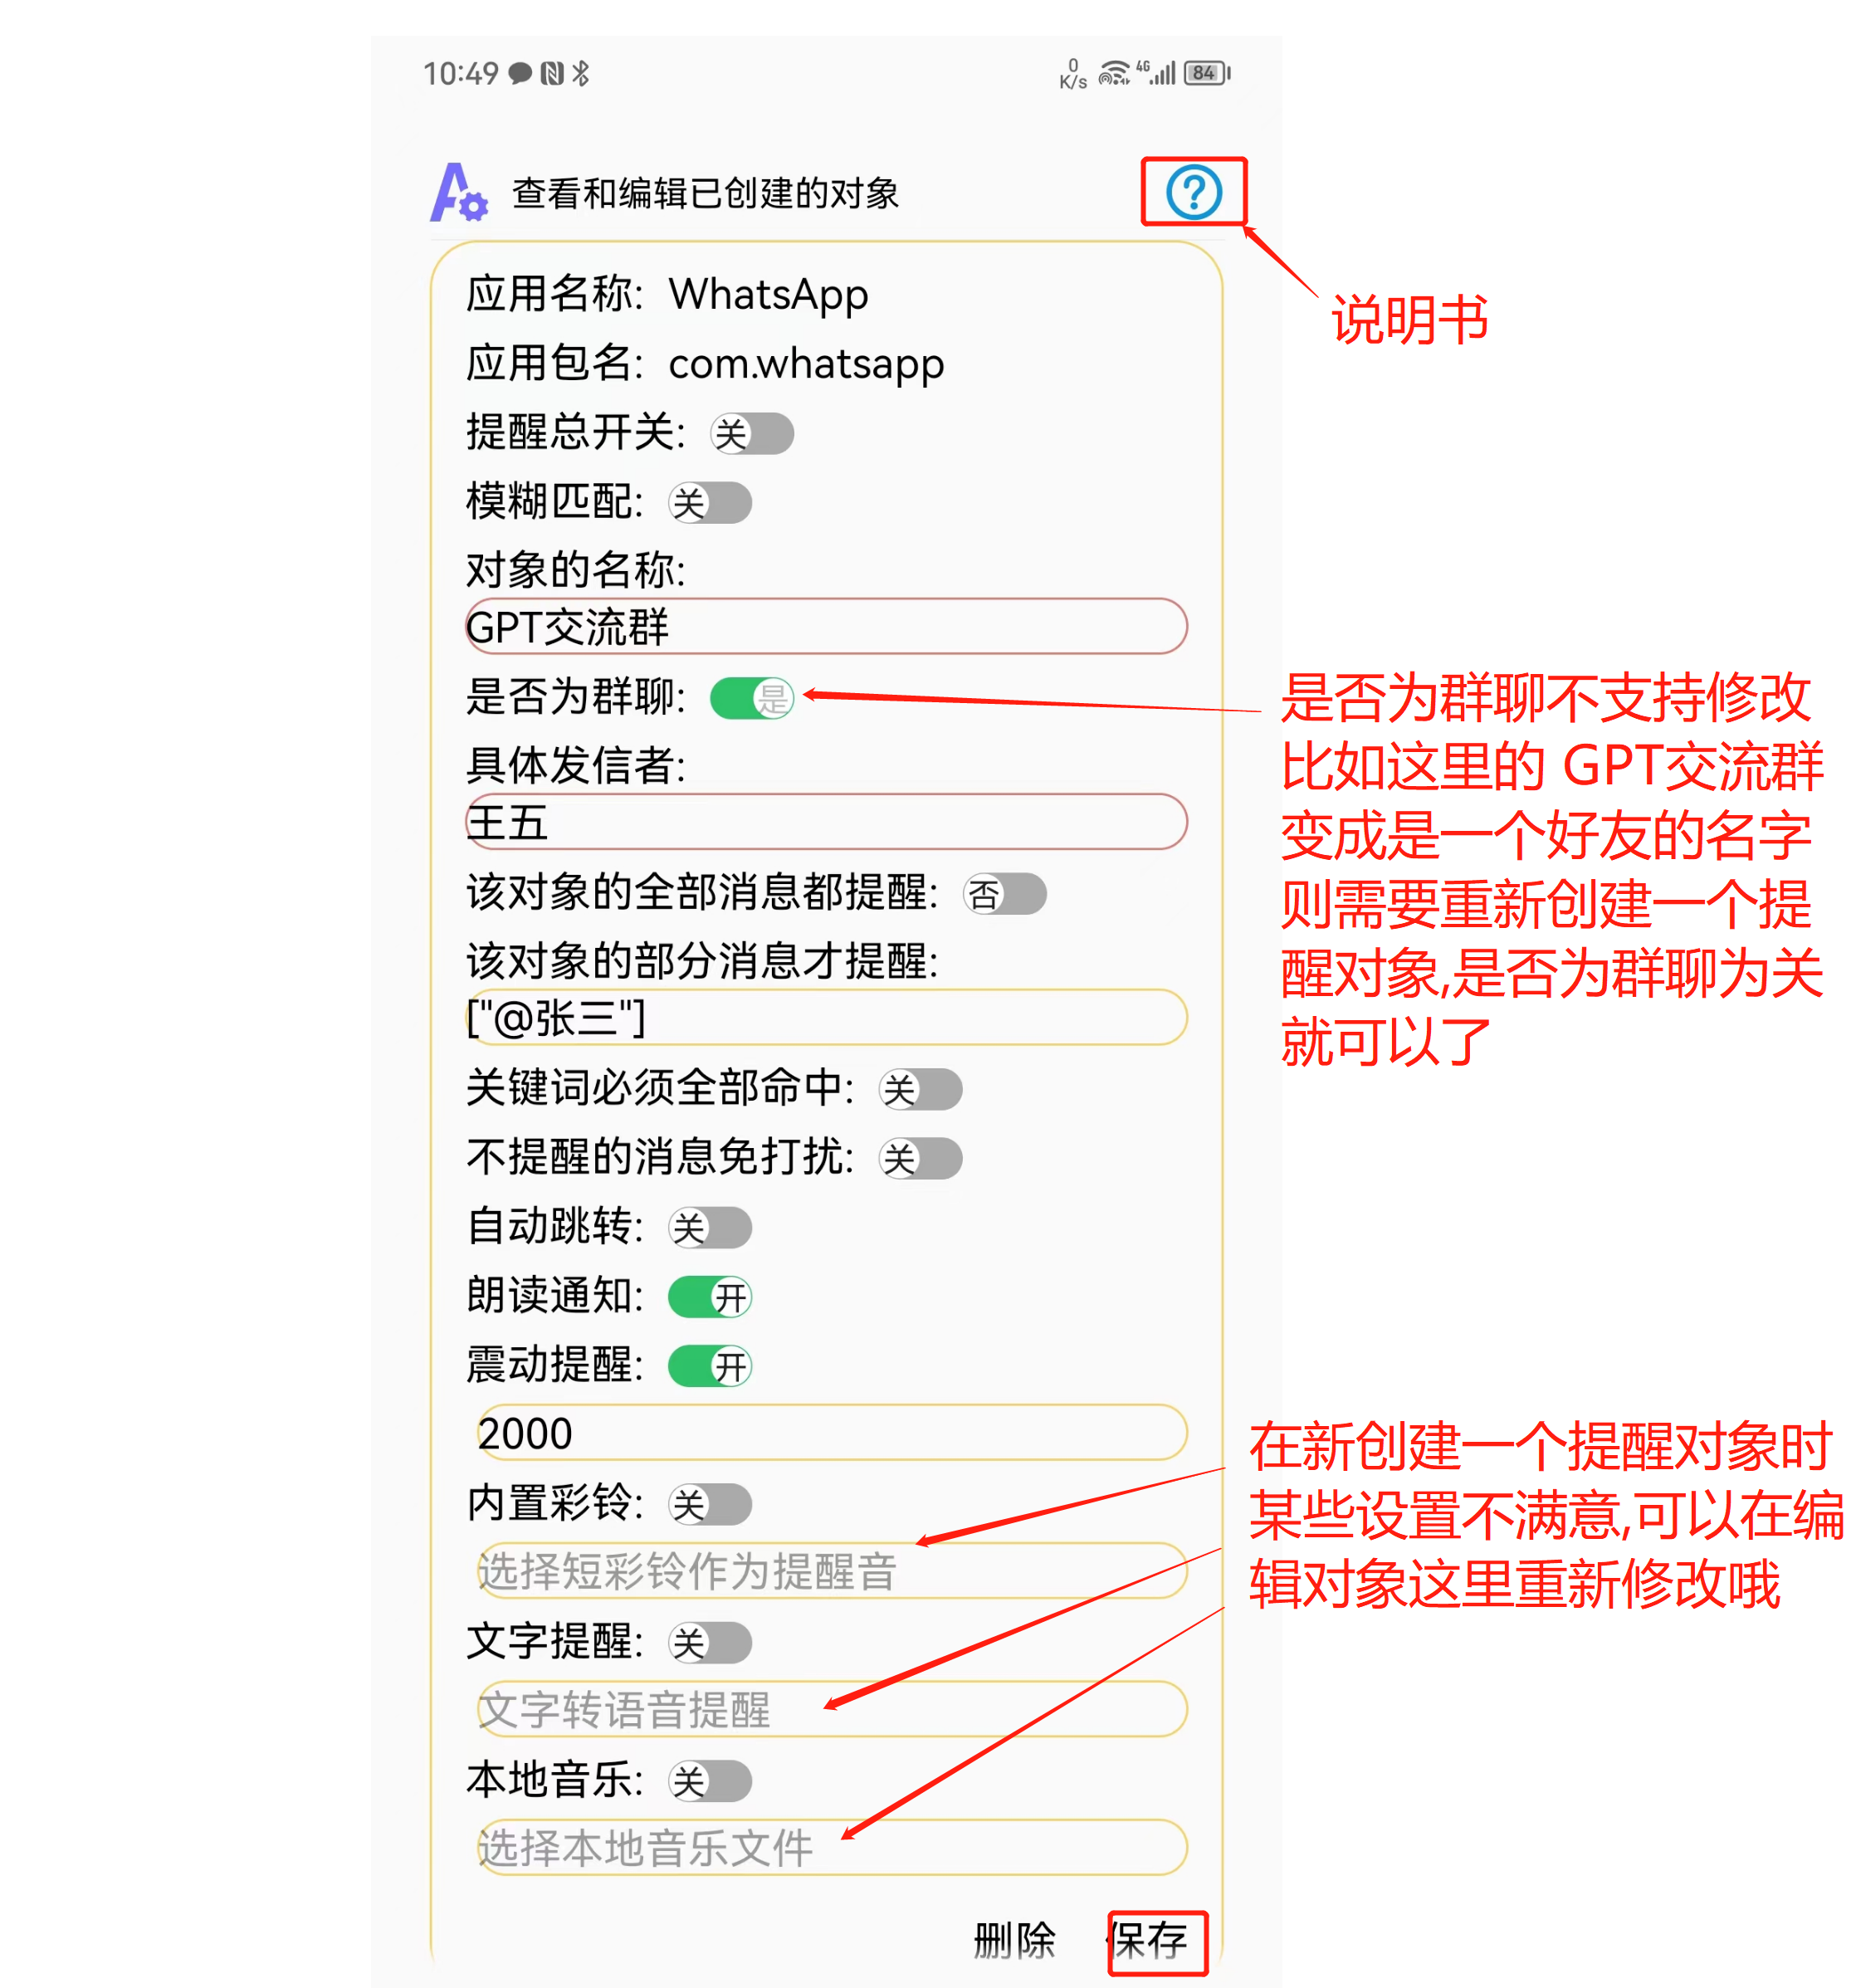 10:49
0
K/s
4G
84
查看和编辑已创建的对象
说明书
应用名称: WhatsApp
应用包名: com.whatsapp
提醒总开关: 关
模糊匹配: 关
对象的名称:
GPT交流群
是否为群聊: 是
是否为群聊不支持修改
比如这里的 GPT交流群
变成是一个好友的名字
则需要重新创建一个提
醒对象,是否为群聊为关
就可以了
具体发信者:
王五
该对象的全部消息都提醒: 否
该对象的部分消息才提醒:
["@张三"]
关键词必须全部命中: 关
不提醒的消息免打扰: 关
自动跳转: 关
朗读通知: 开
震动提醒: 开
2000
在新创建一个提醒对象时
某些设置不满意,可以在编
辑对象这里重新修改哦
内置彩铃: 关
选择短彩铃作为提醒音
文字提醒: 关
文字转语音提醒
本地音乐: 关
选择本地音乐文件
删除 保存